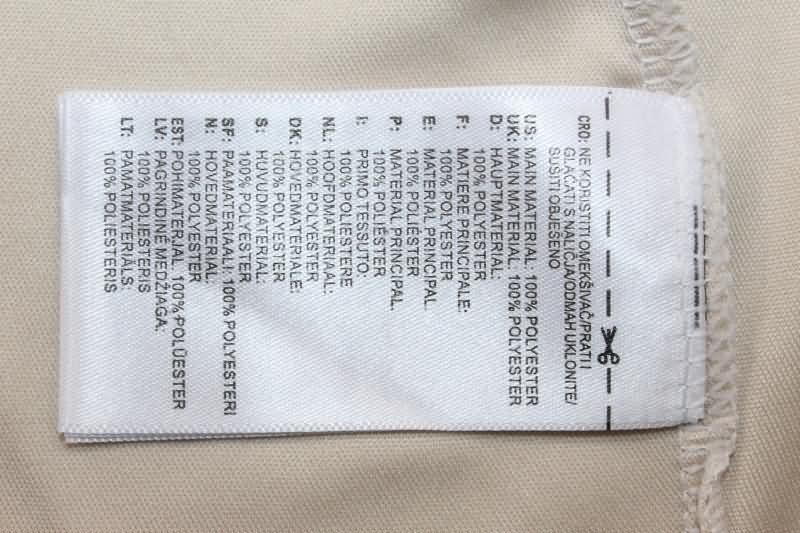 CRO: NE KORISTITI OMEKŠIVAČ/PRATI I
GLAČATI S NALIČJA/ODMAH UKLONITE/
SUŠITI OBJEŠENO
US: MAIN MATERIAL: 100% POLYESTER
UK: MAIN MATERIAL: 100% POLYESTER
D: HAUPTMATERIAL:
100% POLYESTER
F: MATIERE PRINCIPALE:
100% POLYESTER
E: MATERIAL PRINCIPAL.
100% POLIÉSTER
P: MATERIAL PRINCIPAL.
100% POLIÉSTER
I: PRIMO TESSUTO:
100% POLIESTERE
NL: HOOFDMATERIAAL:
100% POLYESTER
DK: HOVEDMATERIALE:
100% POLYESTER
S: HUVUDMATERIAL:
100% POLYESTER
SF: PÄÄMATERIAALI: 100% POLYESTERI
N: HOVEDMATERIAL:
100% POLYESTER
EST: PÕHIMATERJAL. 100% POLÜESTER
LV: PAGRINDINĖ MEDŽIAGA:
100% POLIESTERIS
LT: PAMATMATERIĀLS:
100% POLIESTERIS